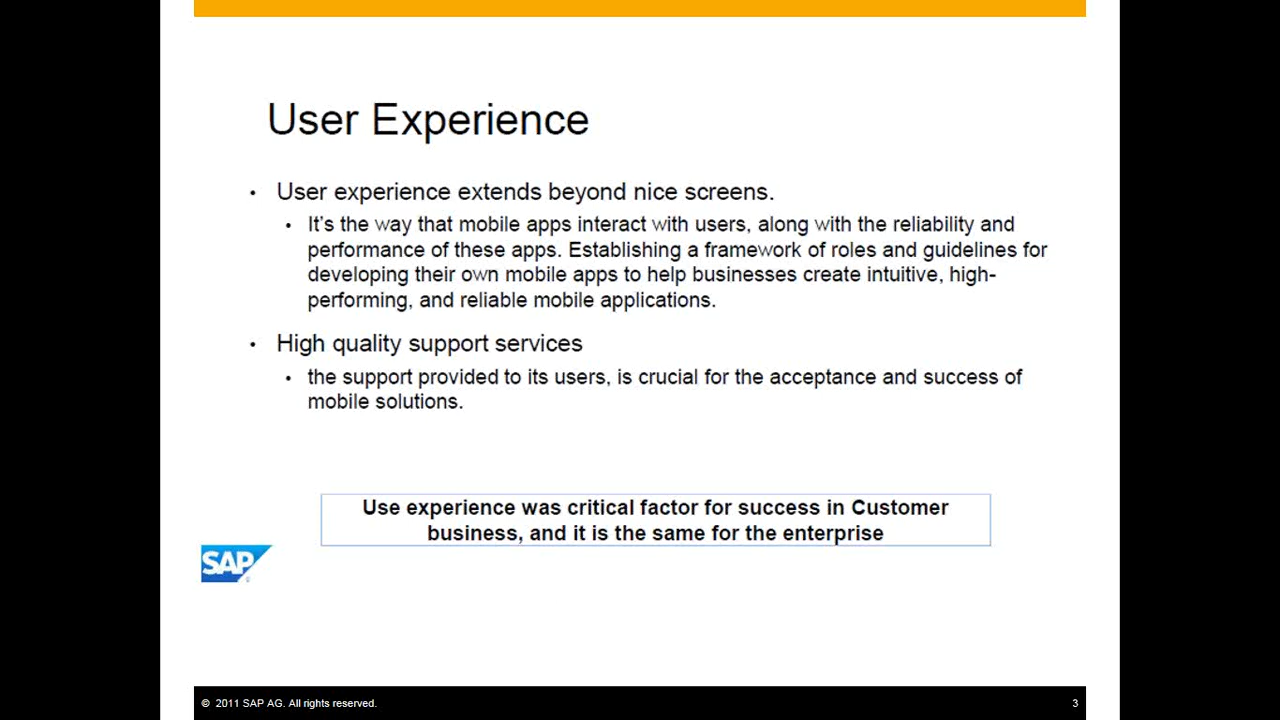 User Experience
• User experience extends beyond nice screens.
• It's the way that mobile apps interact with users, along with the reliability and
performance of these apps. Establishing a framework of roles and guidelines for
developing their own mobile apps to help businesses create intuitive, high-
performing, and reliable mobile applications.
• High quality support services
• the support provided to its users, is crucial for the acceptance and success of
mobile solutions.
Use experience was critical factor for success in Customer
business, and it is the same for the enterprise
SAP
© 2011 SAP AG. All rights reserved.
3